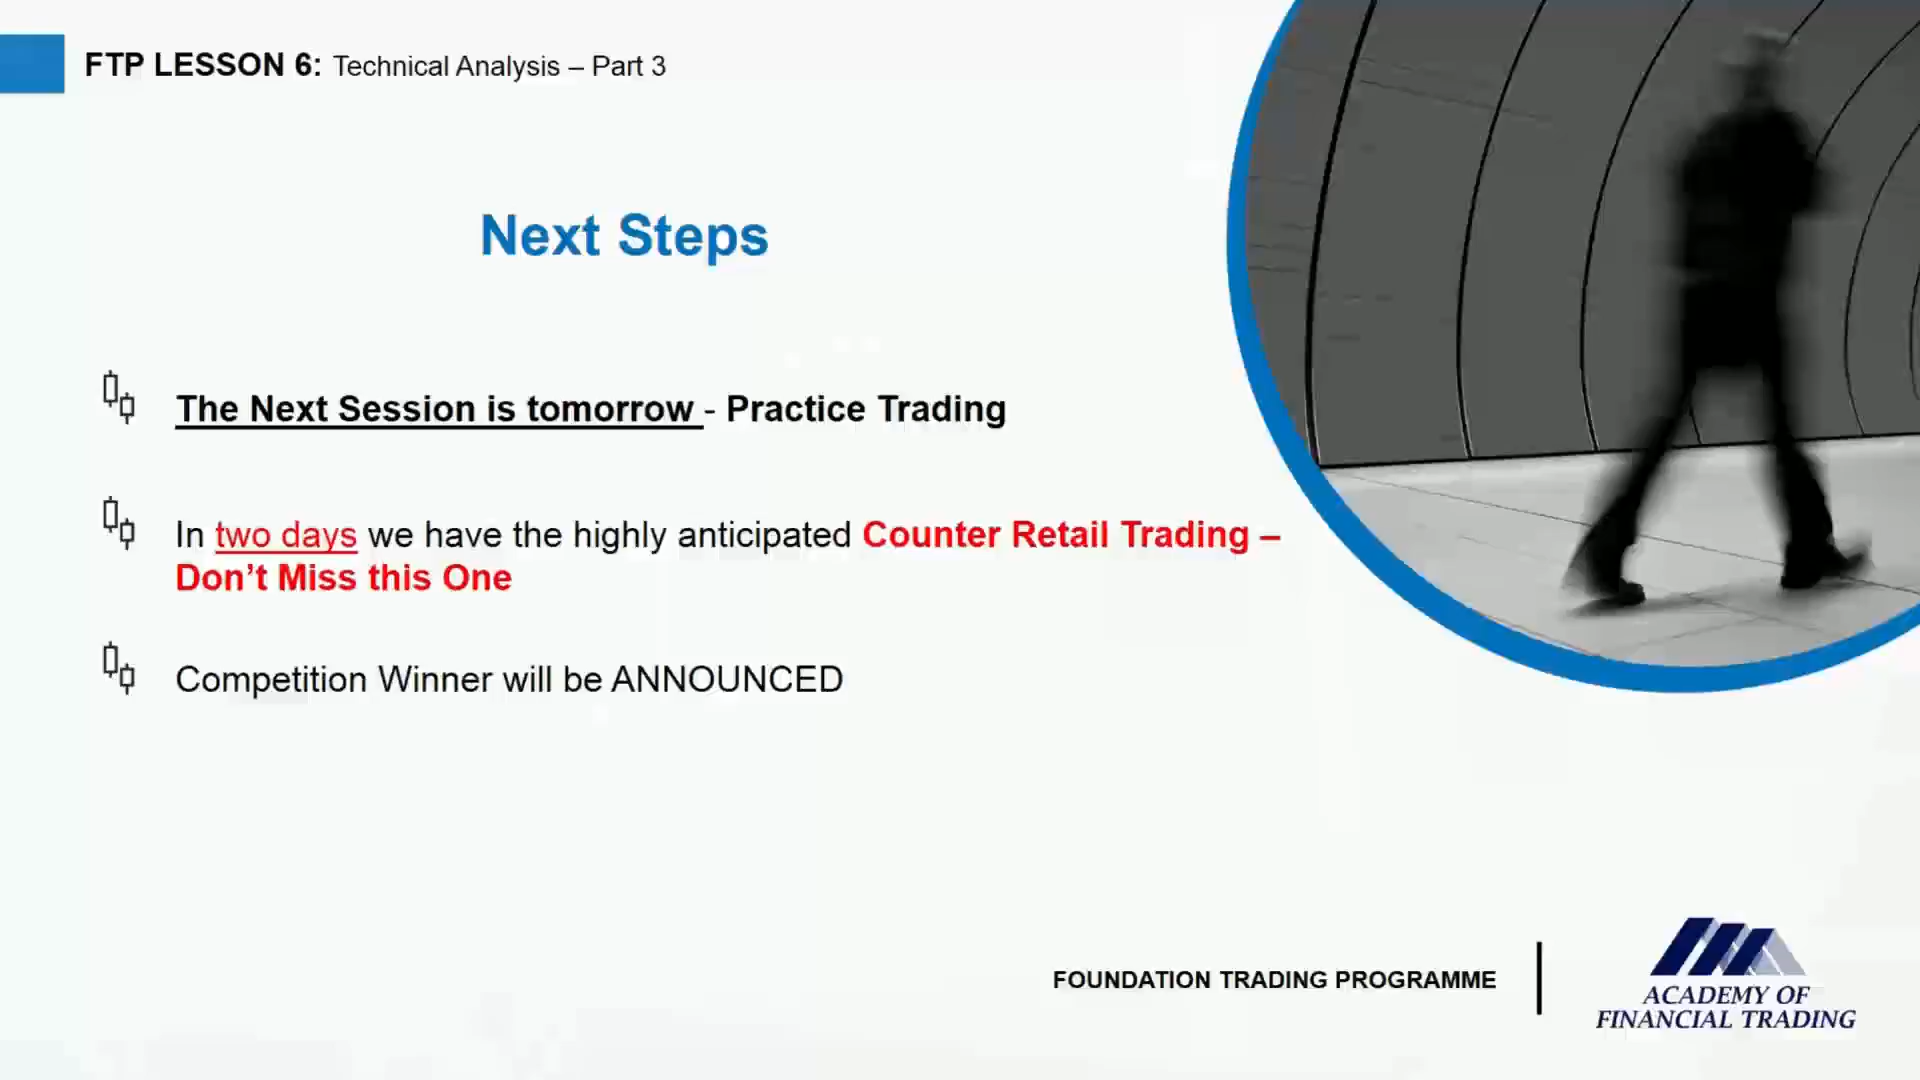 FTP LESSON 6: Technical Analysis – Part 3
Next Steps
The Next Session is tomorrow - Practice Trading
In two days we have the highly anticipated Counter Retail Trading –
Don’t Miss this One
Competition Winner will be ANNOUNCED
FOUNDATION TRADING PROGRAMME
ACADEMY OF
FINANCIAL TRADING